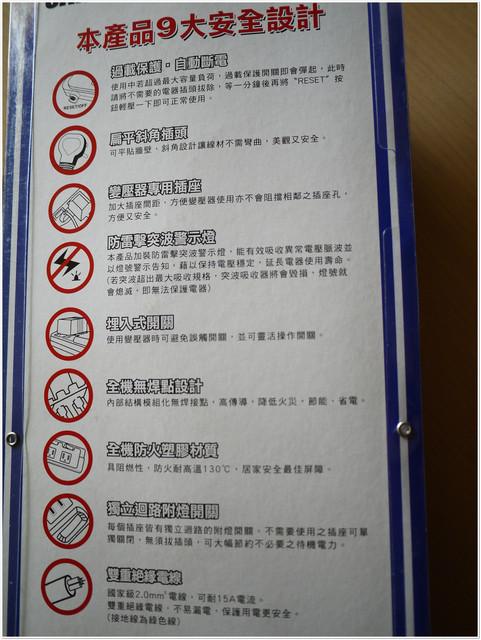 本產品9大安全設計
過載保護。自動斷電
使用中若超過最大容量負荷，過載保護開關即會彈起，此時
請將不需要的電器插頭拔除，等一分鐘後再將"RESET"按
鈕輕壓一下即可正常使用。
RESET/OFF
扁平斜角插頭
可平貼牆壁，斜角設計讓線材不需彎曲，美觀又安全。
變壓器專用插座
加大插座間距，方便變壓器使用亦不會阻擋相鄰之插座孔，
方便又安全。
防雷擊突波警示燈
本產品加裝防雷擊突波警示燈，能有效吸收異常電壓脈波並
以燈號警示告知，藉以保持電壓穩定，延長電器使用壽命。
(若突波超出最大吸收規格，突波吸收器將會毀損，燈號就
會熄滅，即無法保護電器)
埋入式開關
使用變壓器時可避免誤觸開關，並可靈活操作開關。
全機無焊點設計
內部結構模組化無焊接點，高傳導，降低火災，節能、省電。
全機防火塑膠材質
具阻燃性，防火耐高溫130℃，居家安全最佳屏障。
獨立迴路附燈開關
每個插座皆有獨立迴路的附燈開關。不需要使用之插座可單
獨關閉，無須拔插頭，可大幅節約不必要之待機電力。
雙重絕緣電線
國家級2.0mm²電線，可耐15A電流。
雙重絕緣電線，不易漏電，保護用電更安全。
(接地線為綠色線)